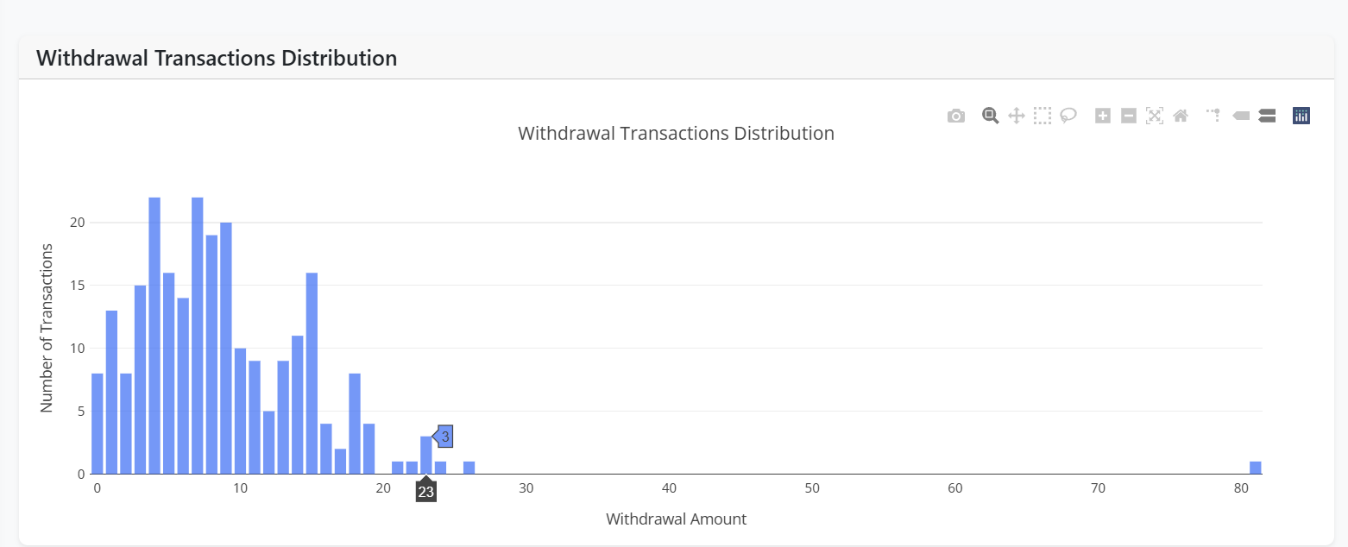 Withdrawal Transactions Distribution
Withdrawal Transactions Distribution
Number of Transactions
20
15
10
5
0
3
0 10 20 30 40 50 60 70 80
23
Withdrawal Amount